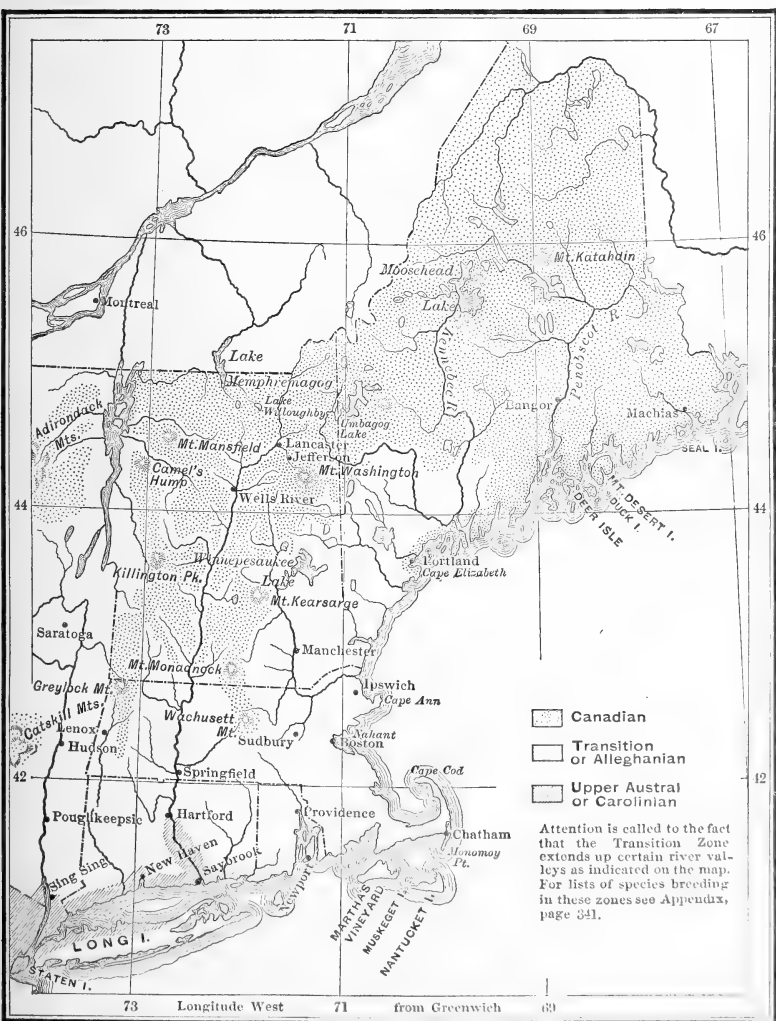 73 71 69 67
46 46
Mt. Katahdin
Moosehead
Lake
Kennebec R.
Penobscot R
Montreal
Lake
Memphremagog
Lake
Willoughby
Umbagog
Lake
Bangor
Machias
SEAL I.
Adirondack
Mts.
Mt. Mansfield
Lancaster
Jefferson
Mt. Washington
Camel's
Hump
Wells River
MT. DESERT I.
DUCK I.
DEER ISLE
44 44
Winnepesaukee
Lake
Portland
Cape Elizabeth
Killington Pk.
Mt. Kearsarge
Saratoga
Manchester
Mt. Monadnock
Greylock Mt.
Ipswich
Cape Ann
Catskill Mts.
Lenox
Hudson
Wachusett
Mt.
Sudbury
Nahant
Boston
Cape Cod
42 42
Springfield
Poughkeepsie
Hartford
Providence
Chatham
Monomoy
Pt.
Sing Sing
New Haven
Saybrook
Newport
MARTHAS
VINEYARD
MUSKEGET I.
NANTUCKET I.
LONG I.
STATEN I.
Canadian
Transition
or Alleghanian
Upper Austral
or Carolinian
Attention is called to the fact
that the Transition Zone
extends up certain river val-
leys as indicated on the map.
For lists of species breeding
in these zones see Appendix,
page 341.
73 Longitude West 71 from Greenwich 69